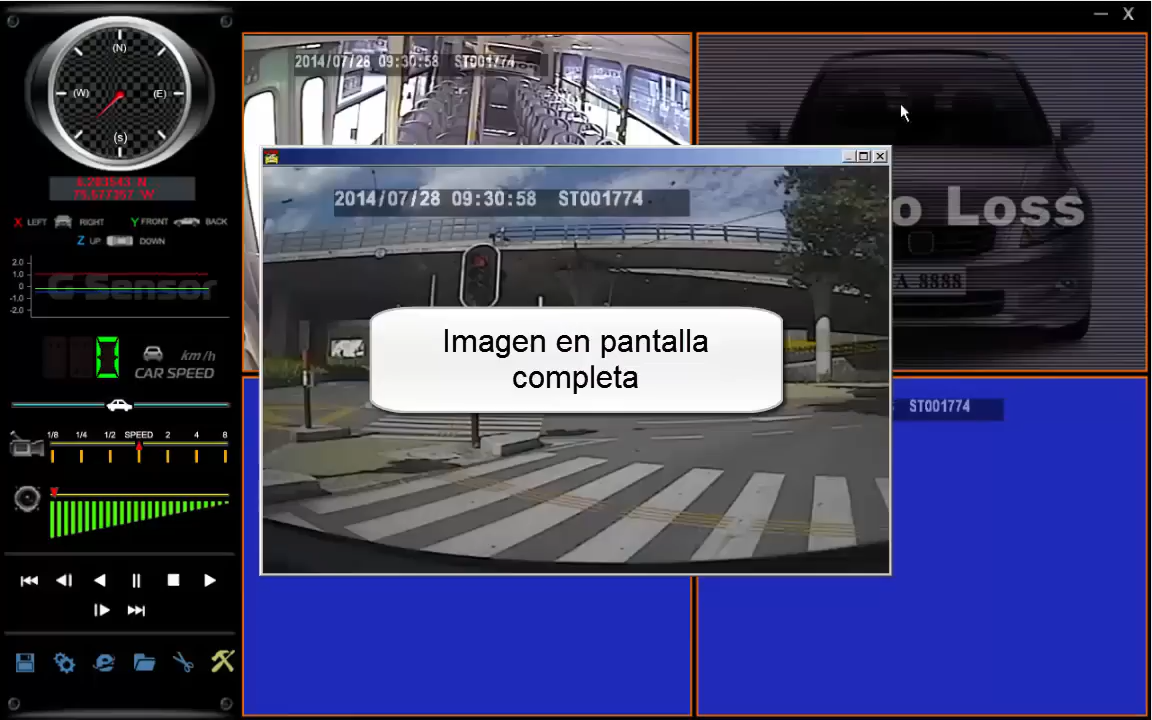 (N)
(W)
(E)
(s)
6.203543 N
75.577357 W
X LEFT RIGHT Y FRONT BACK
Z UP DOWN
2.0
1.0
0
-1.0
-2.0
G Sensor
0
km/h
CAR SPEED
1/8 1/4 1/2 SPEED 2 4 8
— X
2014/07/28 09:30:58 ST001774
2014/07/28 09:30:58 ST001774
o Loss
A 8888
Imagen en pantalla
completa
ST001774